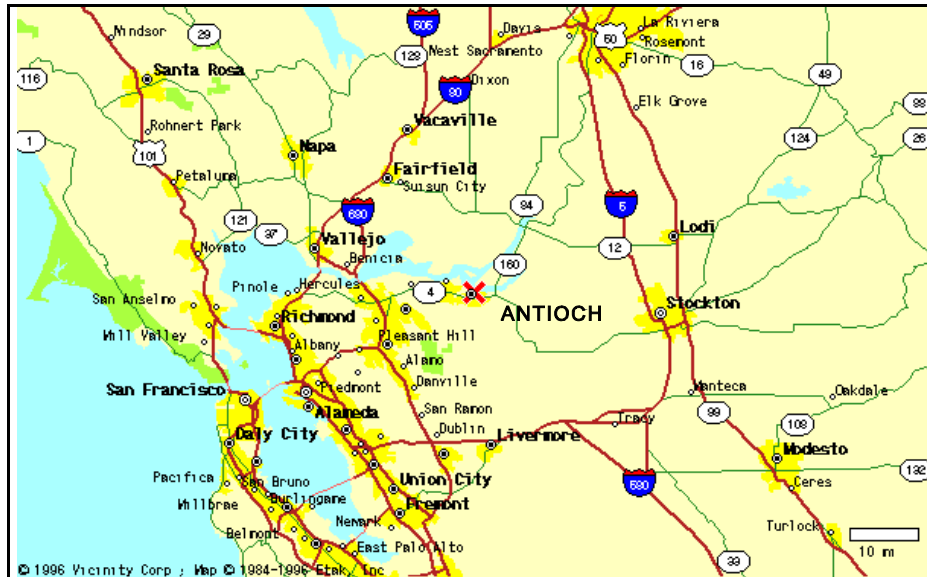 Windsor
29
505
Davis
50
La Riviera
Rosemont
128
West Sacramento
Florin
16
116
Santa Rosa
80
Dixon
49
Elk Grove
88
1
Rohnert Park
Vacaville
124
26
101
Napa
Petaluma
Fairfield
Suisun City
121
37
84
5
Novato
Vallejo
12
Lodi
Benicia
160
San Anselmo
Pinole
Hercules
4
ANTIOCH
Stockton
Richmond
Mill Valley
Pleasant Hill
Albany
Alamo
San Francisco
Piedmont
Danville
Manteca
Oakdale
Alameda
San Ramon
99
Tracy
Daly City
Dublin
Livermore
Modesto
Pacifica
San Bruno
Union City
132
Ceres
Millbrae
Burlingame
Fremont
Newark
Belmont
Turlock
East Palo Alto
33
10 m
© 1996 Vicinity Corp ; Map © 1984-1996 Etak, Inc